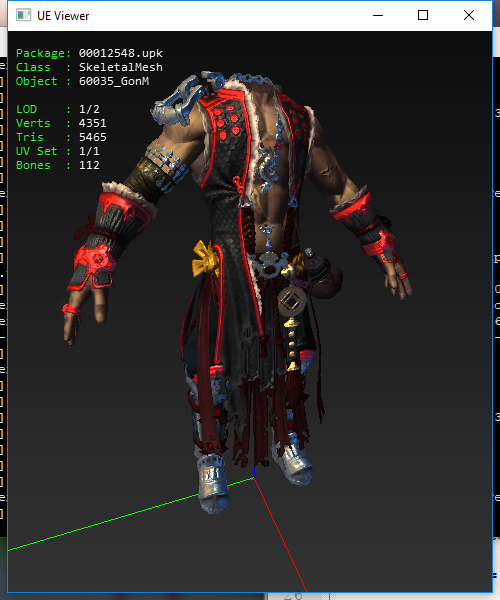 UE Viewer
Package: 00012548.upk
Class : SkeletalMesh
Object : 60035_GonM
LOD : 1/2
Verts : 4351
Tris : 5465
UV Set : 1/1
Bones : 112